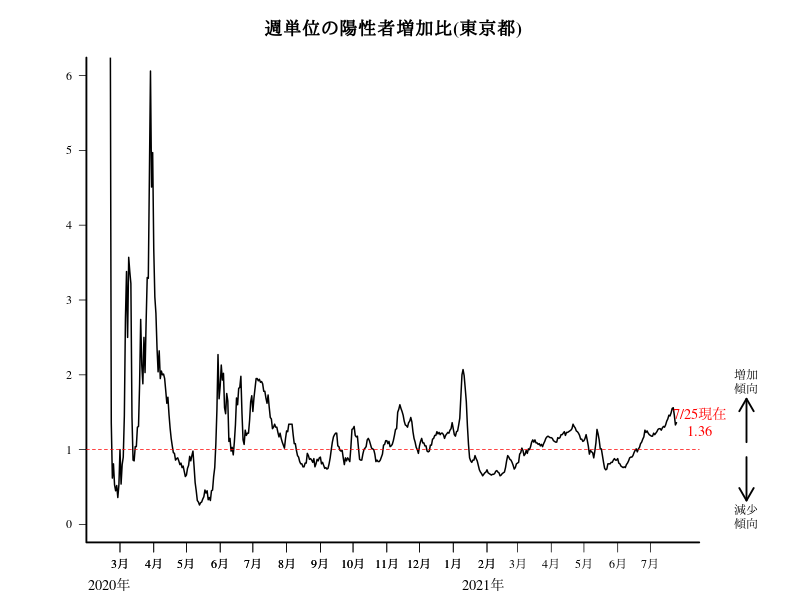 週単位の陽性者増加比(東京都)
6
5
4
3
2
1
0
増加
傾向
7/25現在
1.36
減少
傾向
3月 4月 5月 6月 7月 8月 9月 10月 11月 12月 1月 2月 3月 4月 5月 6月 7月
2020年 2021年